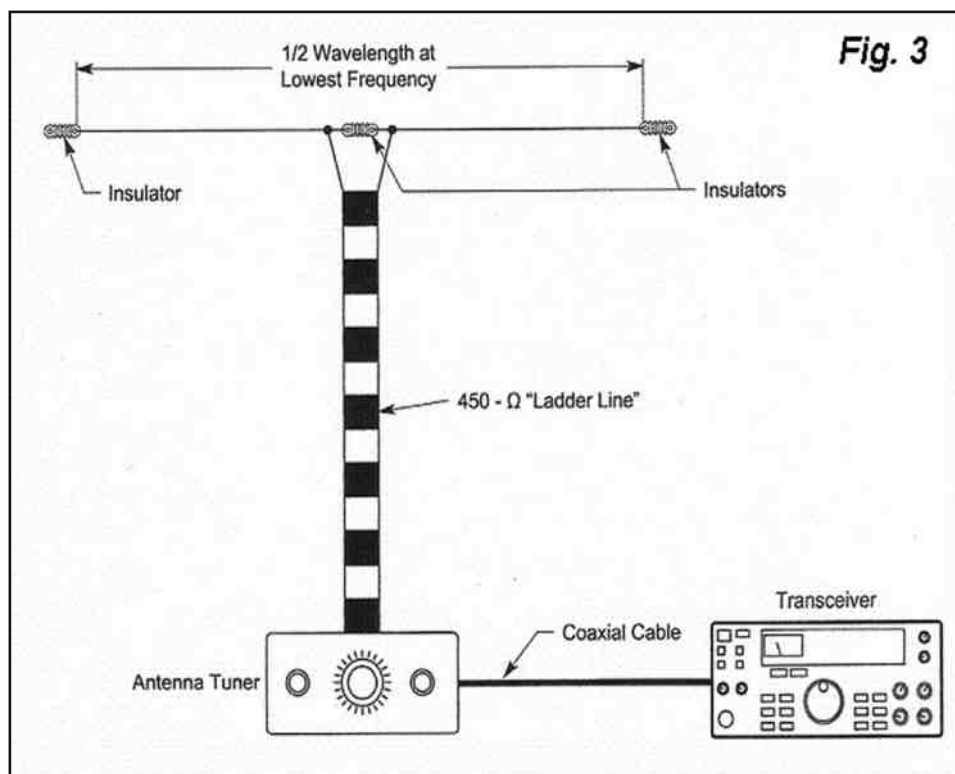 Fig. 3
1/2 Wavelength at
Lowest Frequency
Insulator
Insulators
450 - Ω "Ladder Line"
Transceiver
Coaxial Cable
Antenna Tuner